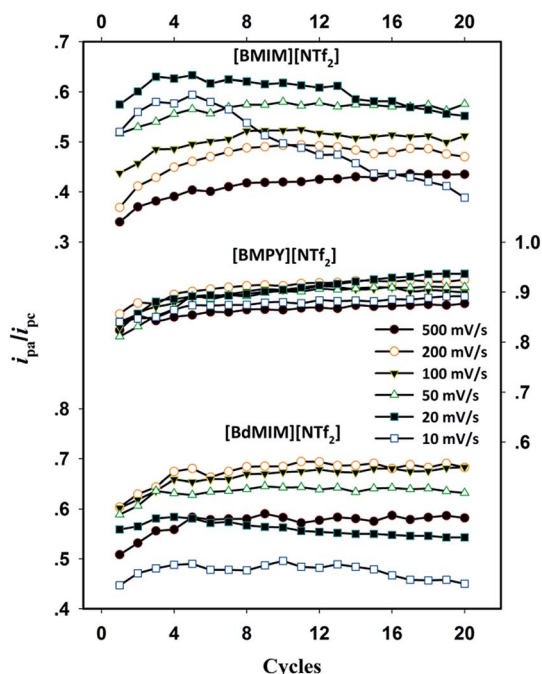 0 4 8 12 16 20
.7
[BMIM][NTf2]
.6
.5
.4
.3
1.0
[BMPY][NTf2]
.9
ipa/ipc
500 mV/s
.8
200 mV/s
100 mV/s
.7
.8
50 mV/s
20 mV/s
[BdMIM][NTf2]
10 mV/s
.6
.7
.6
.5
.4
0 4 8 12 16 20
Cycles